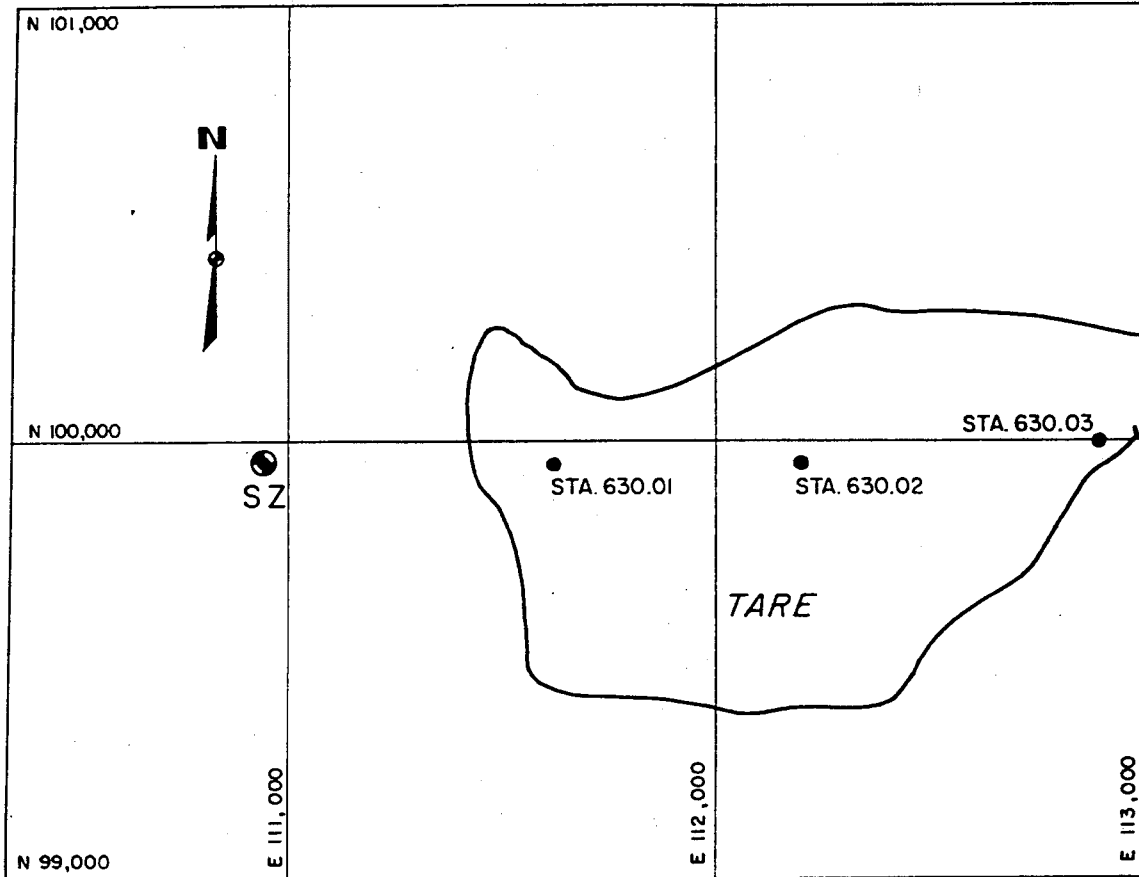 N 101,000
N
N 100,000
STA. 630.03
SZ
STA. 630.01
STA. 630.02
TARE
E 111,000
E 112,000
E 113,000
N 99,000